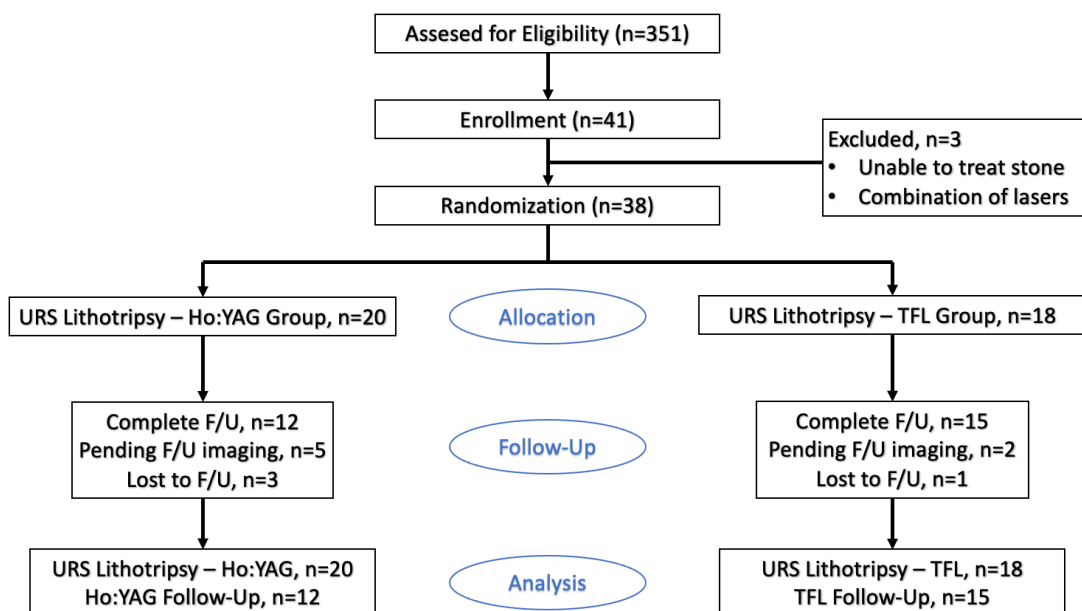 Assesed for Eligibility (n=351)
Enrollment (n=41)
Excluded, n=3
• Unable to treat stone
• Combination of lasers
Randomization (n=38)
URS Lithotripsy – Ho:YAG Group, n=20
Allocation
URS Lithotripsy – TFL Group, n=18
Complete F/U, n=12
Pending F/U imaging, n=5
Lost to F/U, n=3
Follow-Up
Complete F/U, n=15
Pending F/U imaging, n=2
Lost to F/U, n=1
URS Lithotripsy – Ho:YAG, n=20
Ho:YAG Follow-Up, n=12
Analysis
URS Lithotripsy – TFL, n=18
TFL Follow-Up, n=15